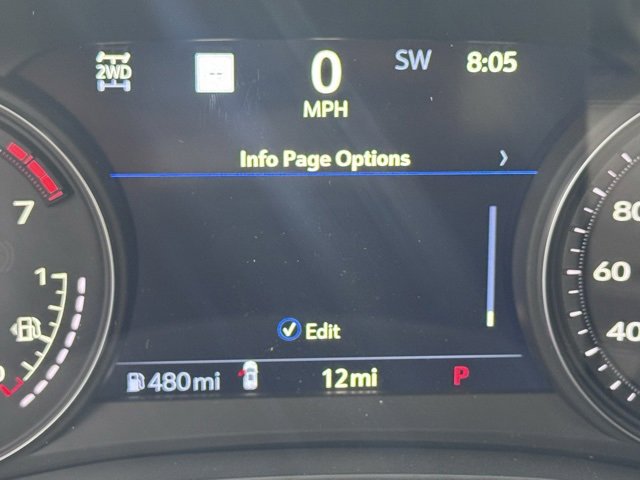 2WD -- 0 SW 8:05
MPH
Info Page Options
7
80
1
60
Edit
40
480mi 12mi P